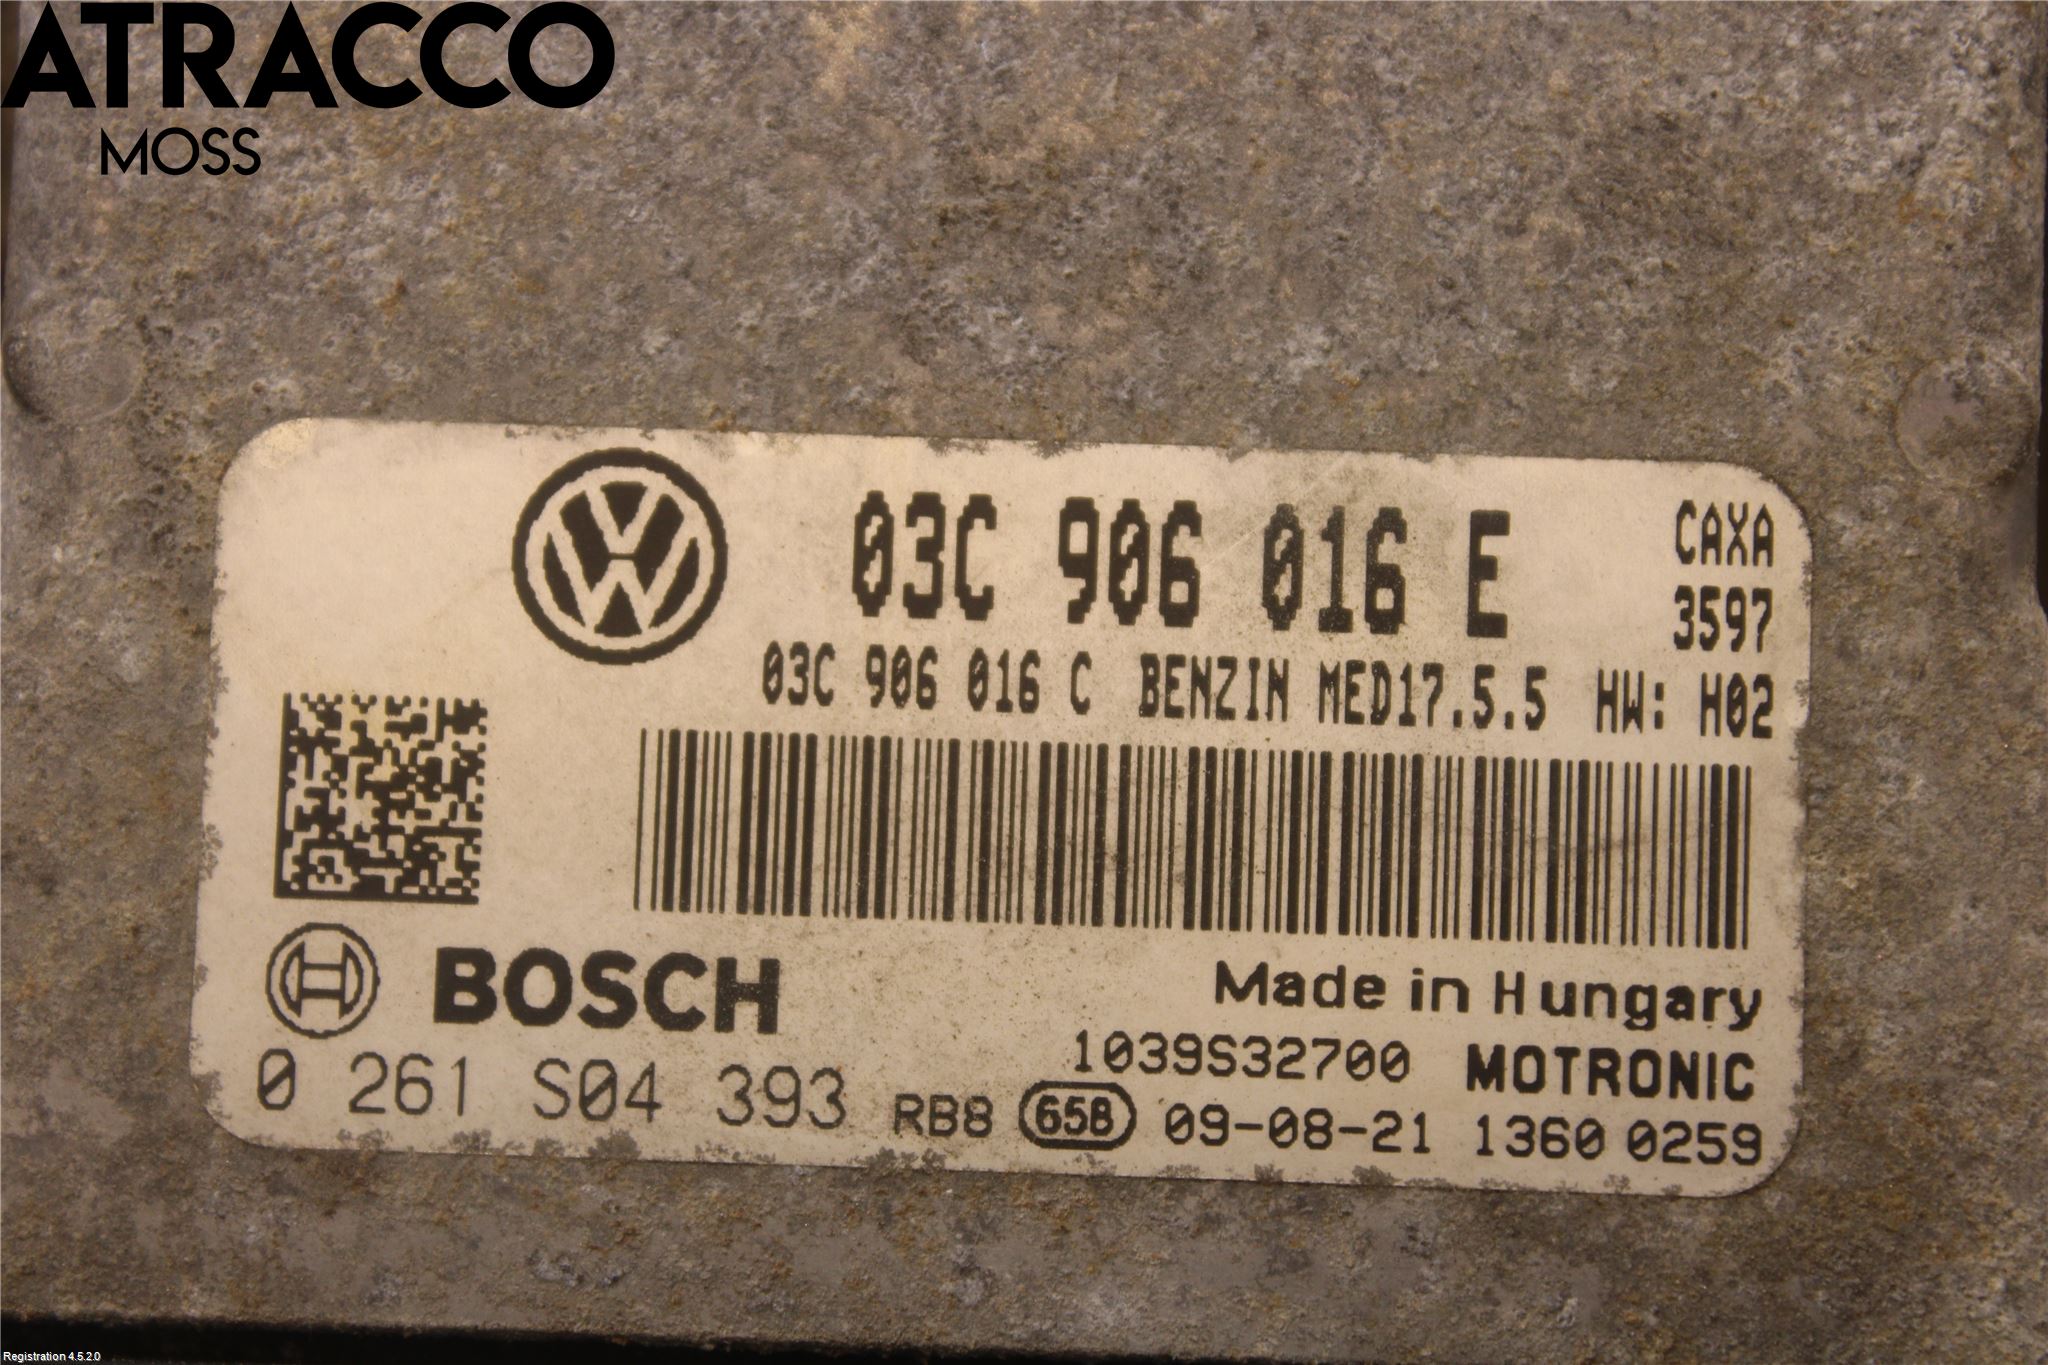 ATRACCO
MOSS
03C 906 016 E
CAXA
3597
03C 906 016 C BENZIN MED17.5.5 HW: H02
BOSCH
Made in Hungary
1039S32700 MOTRONIC
0 261 S04 393 RB8 65B 09-08-21 1360 0259
Registration 4.5.2.0